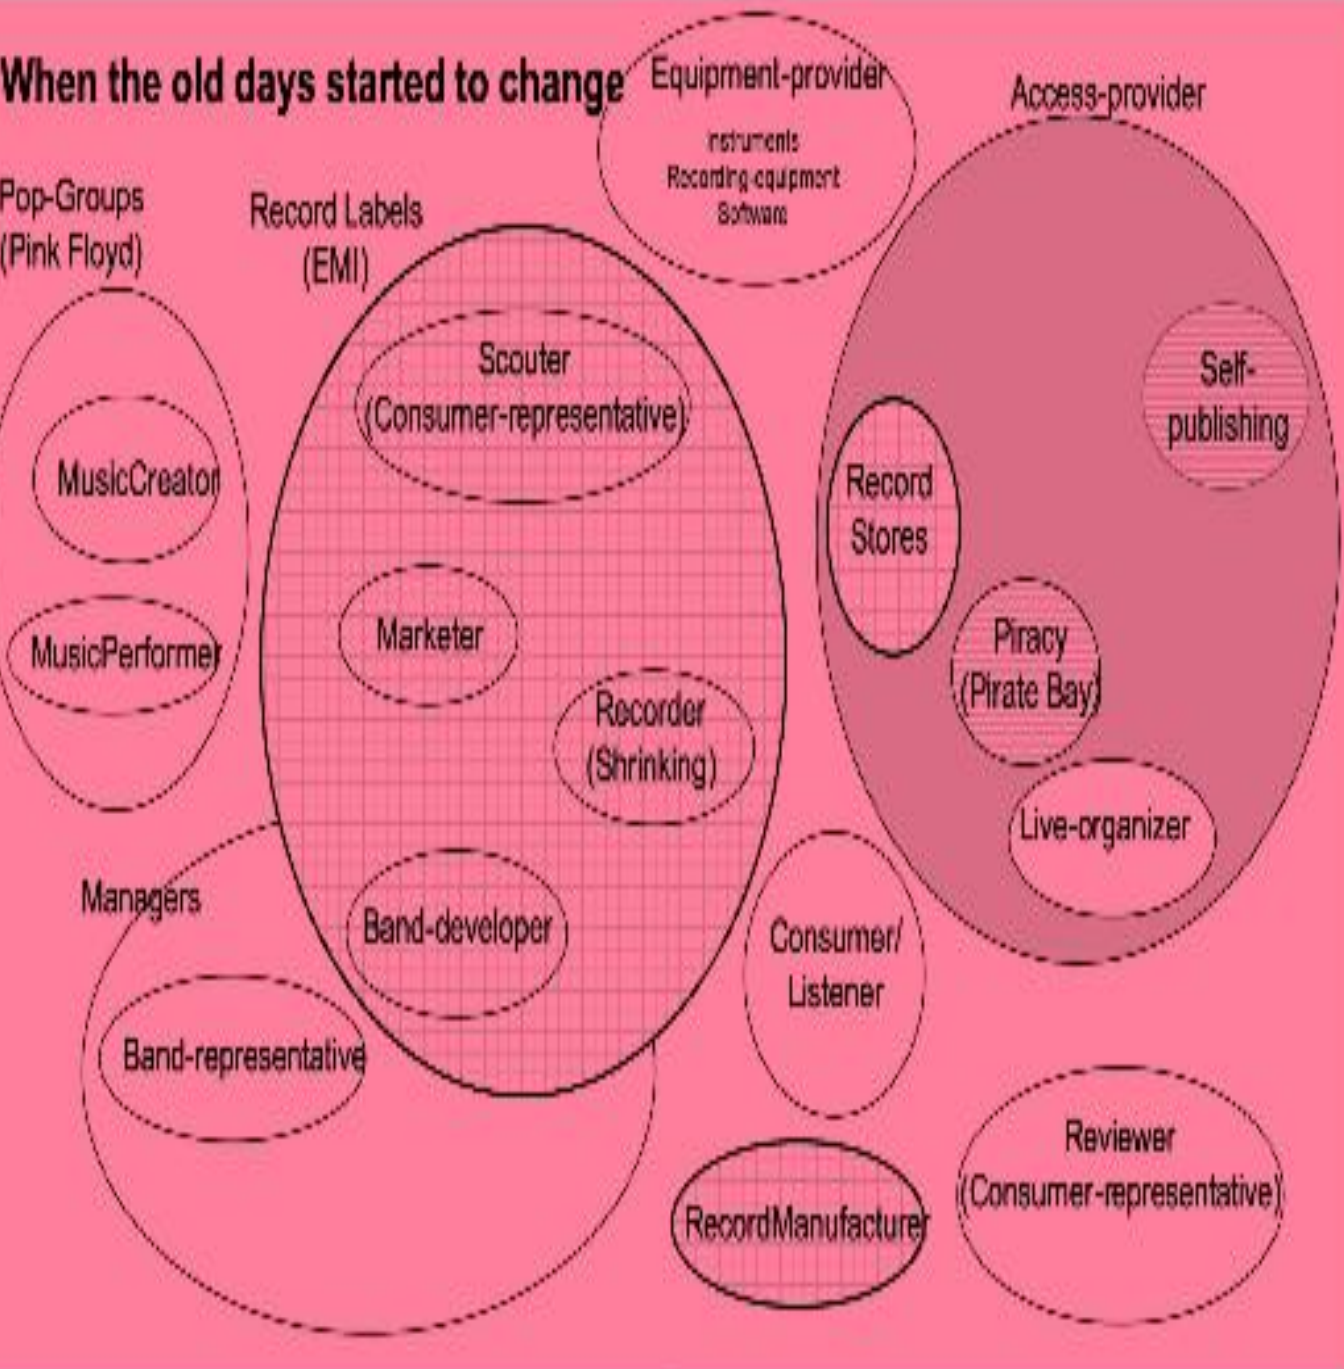 When the old days started to change
Equipment-provider
Instruments
Recording-equipment
Software
Access-provider
Pop-Groups
(Pink Floyd)
Record Labels
(EMI)
Scouter
(Consumer-representative)
Self-
publishing
MusicCreator
Record
Stores
MusicPerformer
Marketer
Piracy
(Pirate Bay)
Recorder
(Shrinking)
Live-organizer
Managers
Band-developer
Consumer/
Listener
Band-representative
Reviewer
(Consumer-representative)
RecordManufacturer